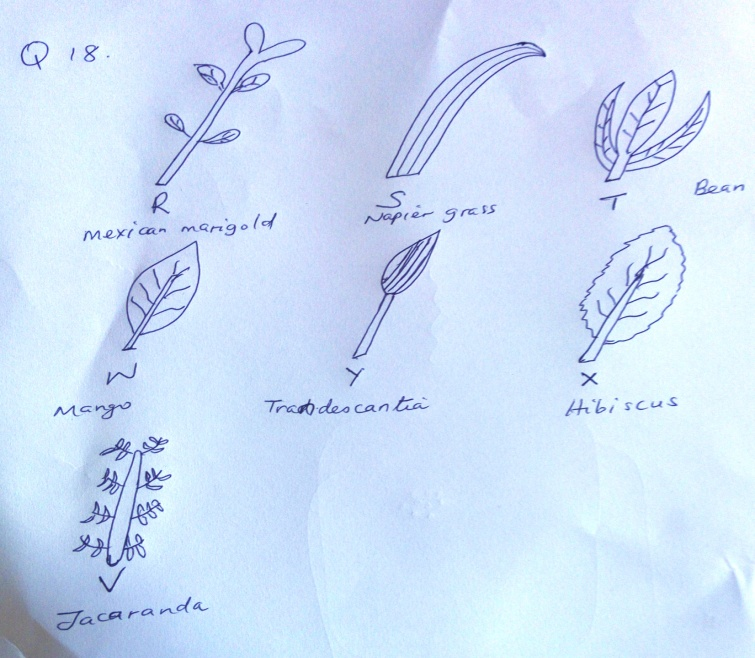 Q 18.
R
Mexican marigold
S
Napier grass
T
Bean
W
Mango
Y
Tradescantia
X
Hibiscus
V
Jacaranda